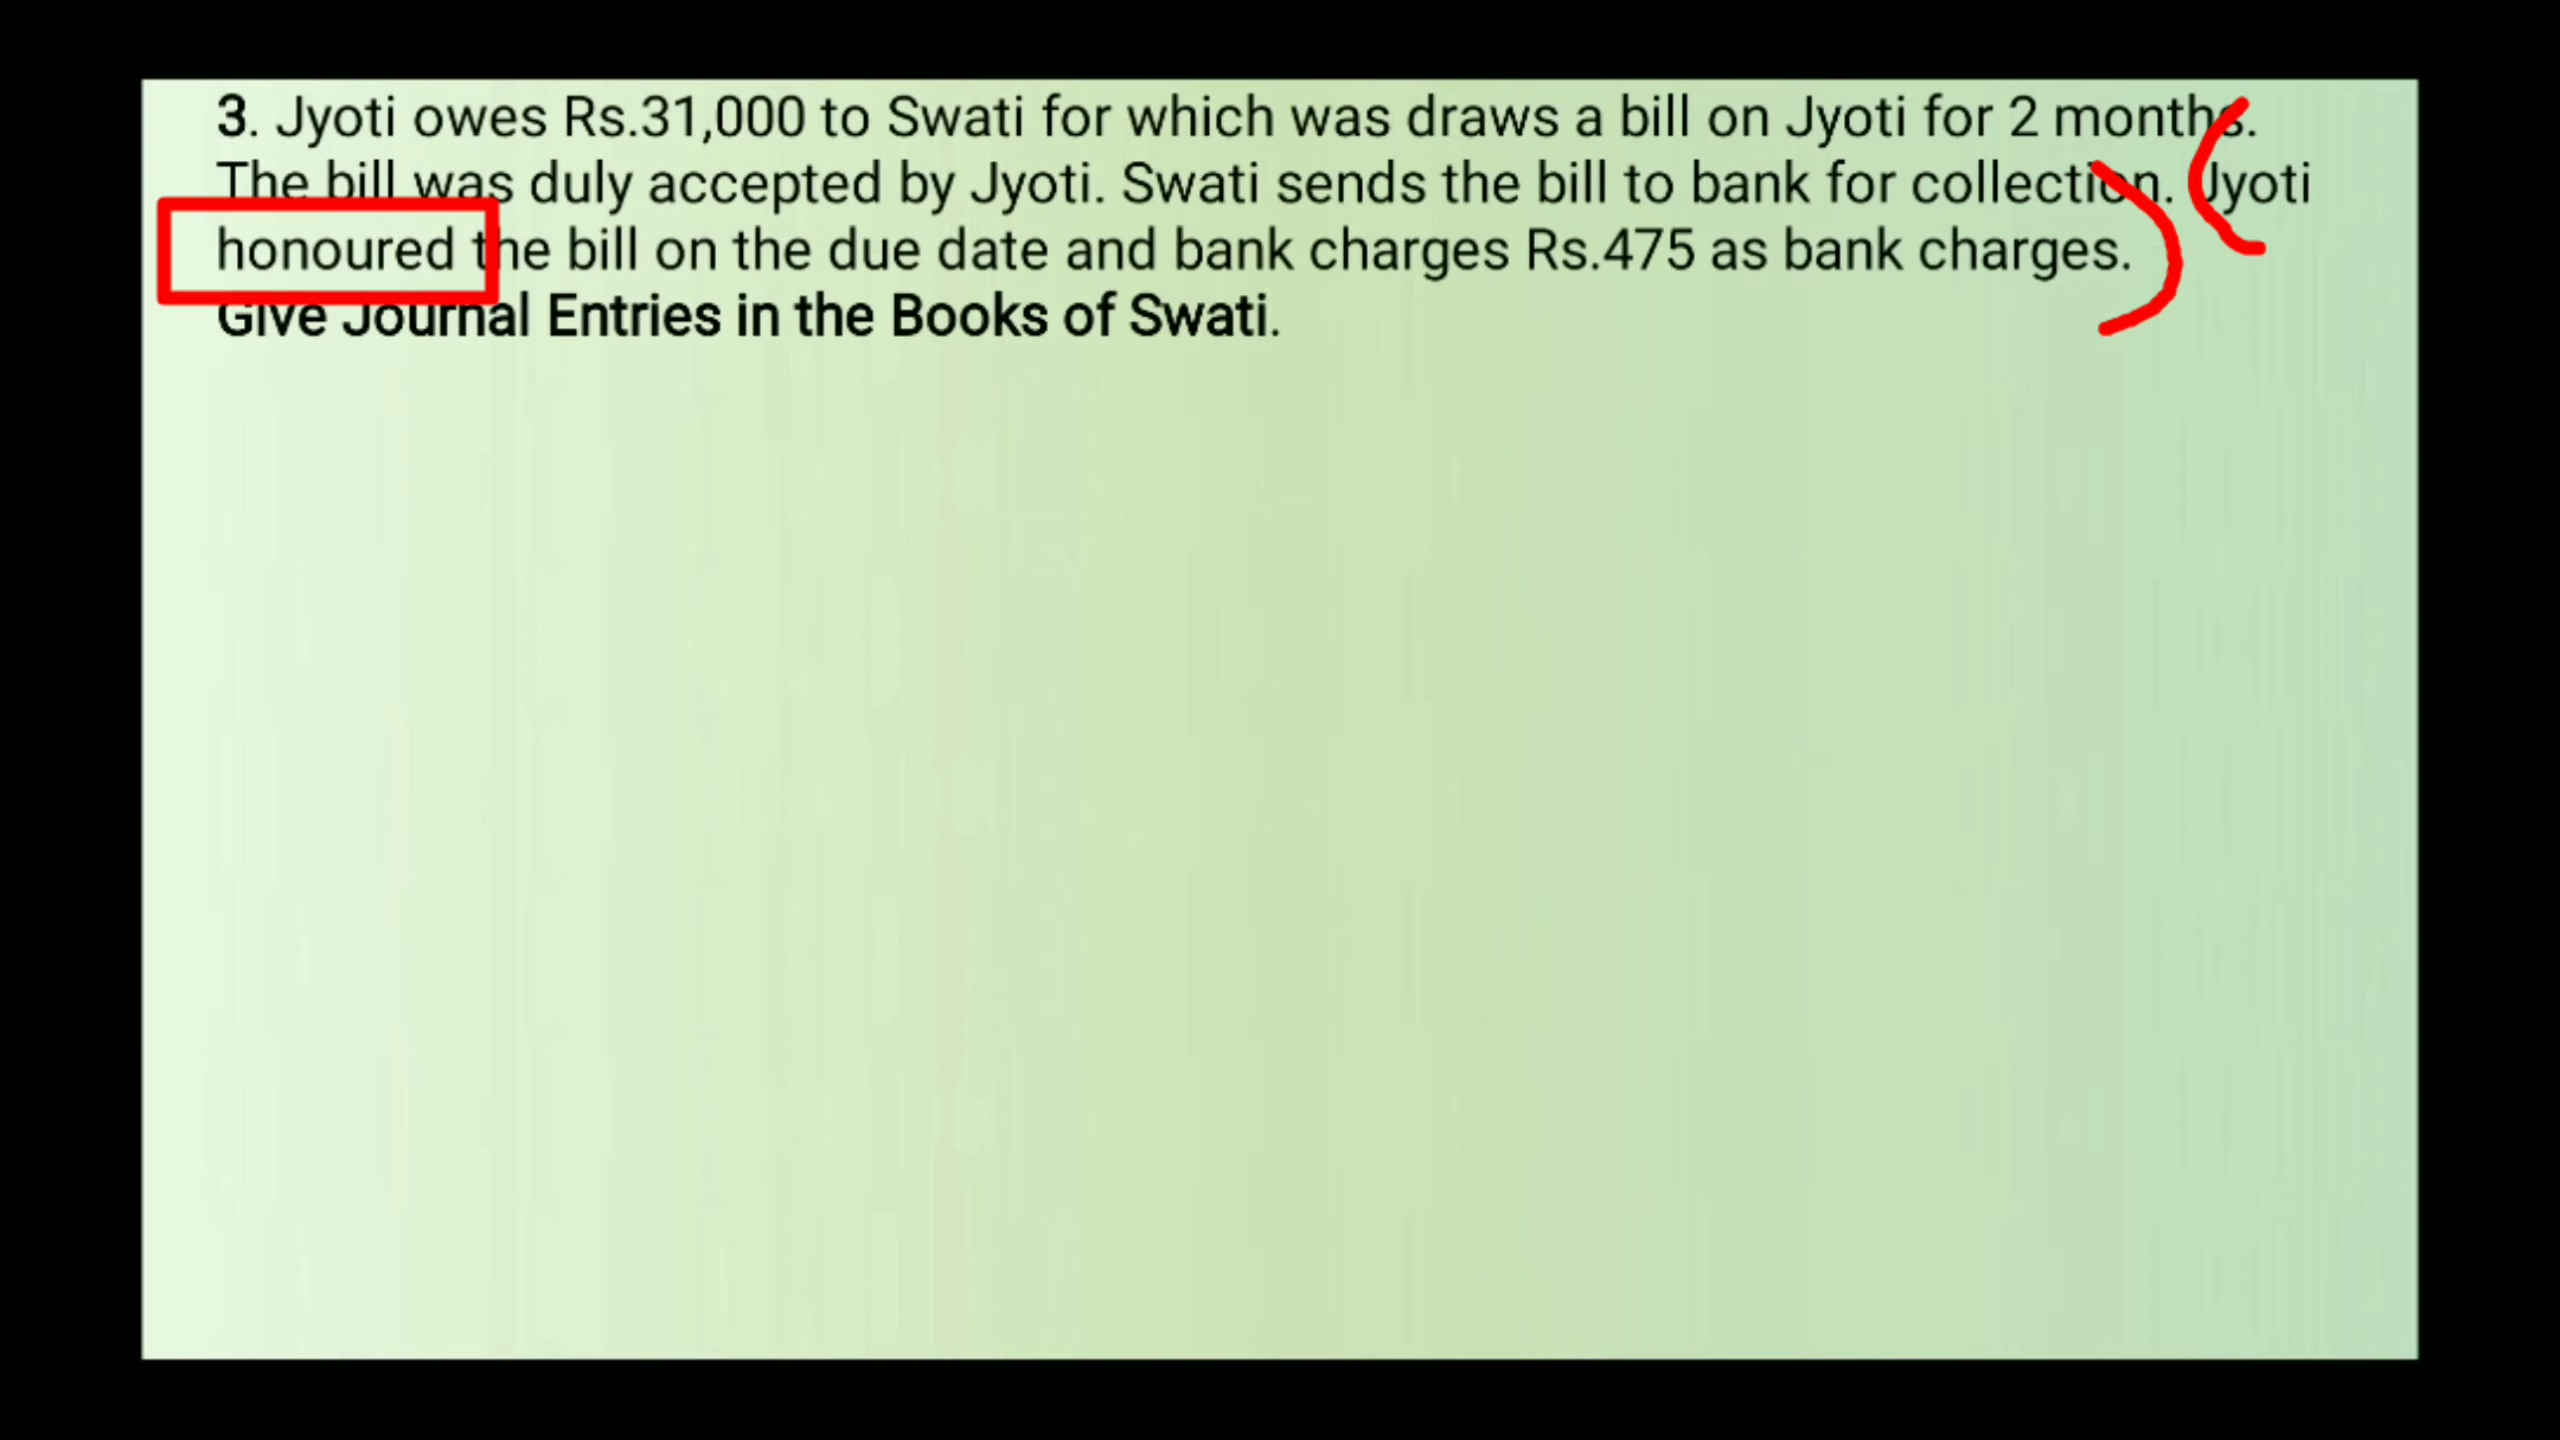 3. Jyoti owes Rs.31,000 to Swati for which was draws a bill on Jyoti for 2 months.
The bill was duly accepted by Jyoti. Swati sends the bill to bank for collection. Jyoti
honoured the bill on the due date and bank charges Rs.475 as bank charges.
Give Journal Entries in the Books of Swati.